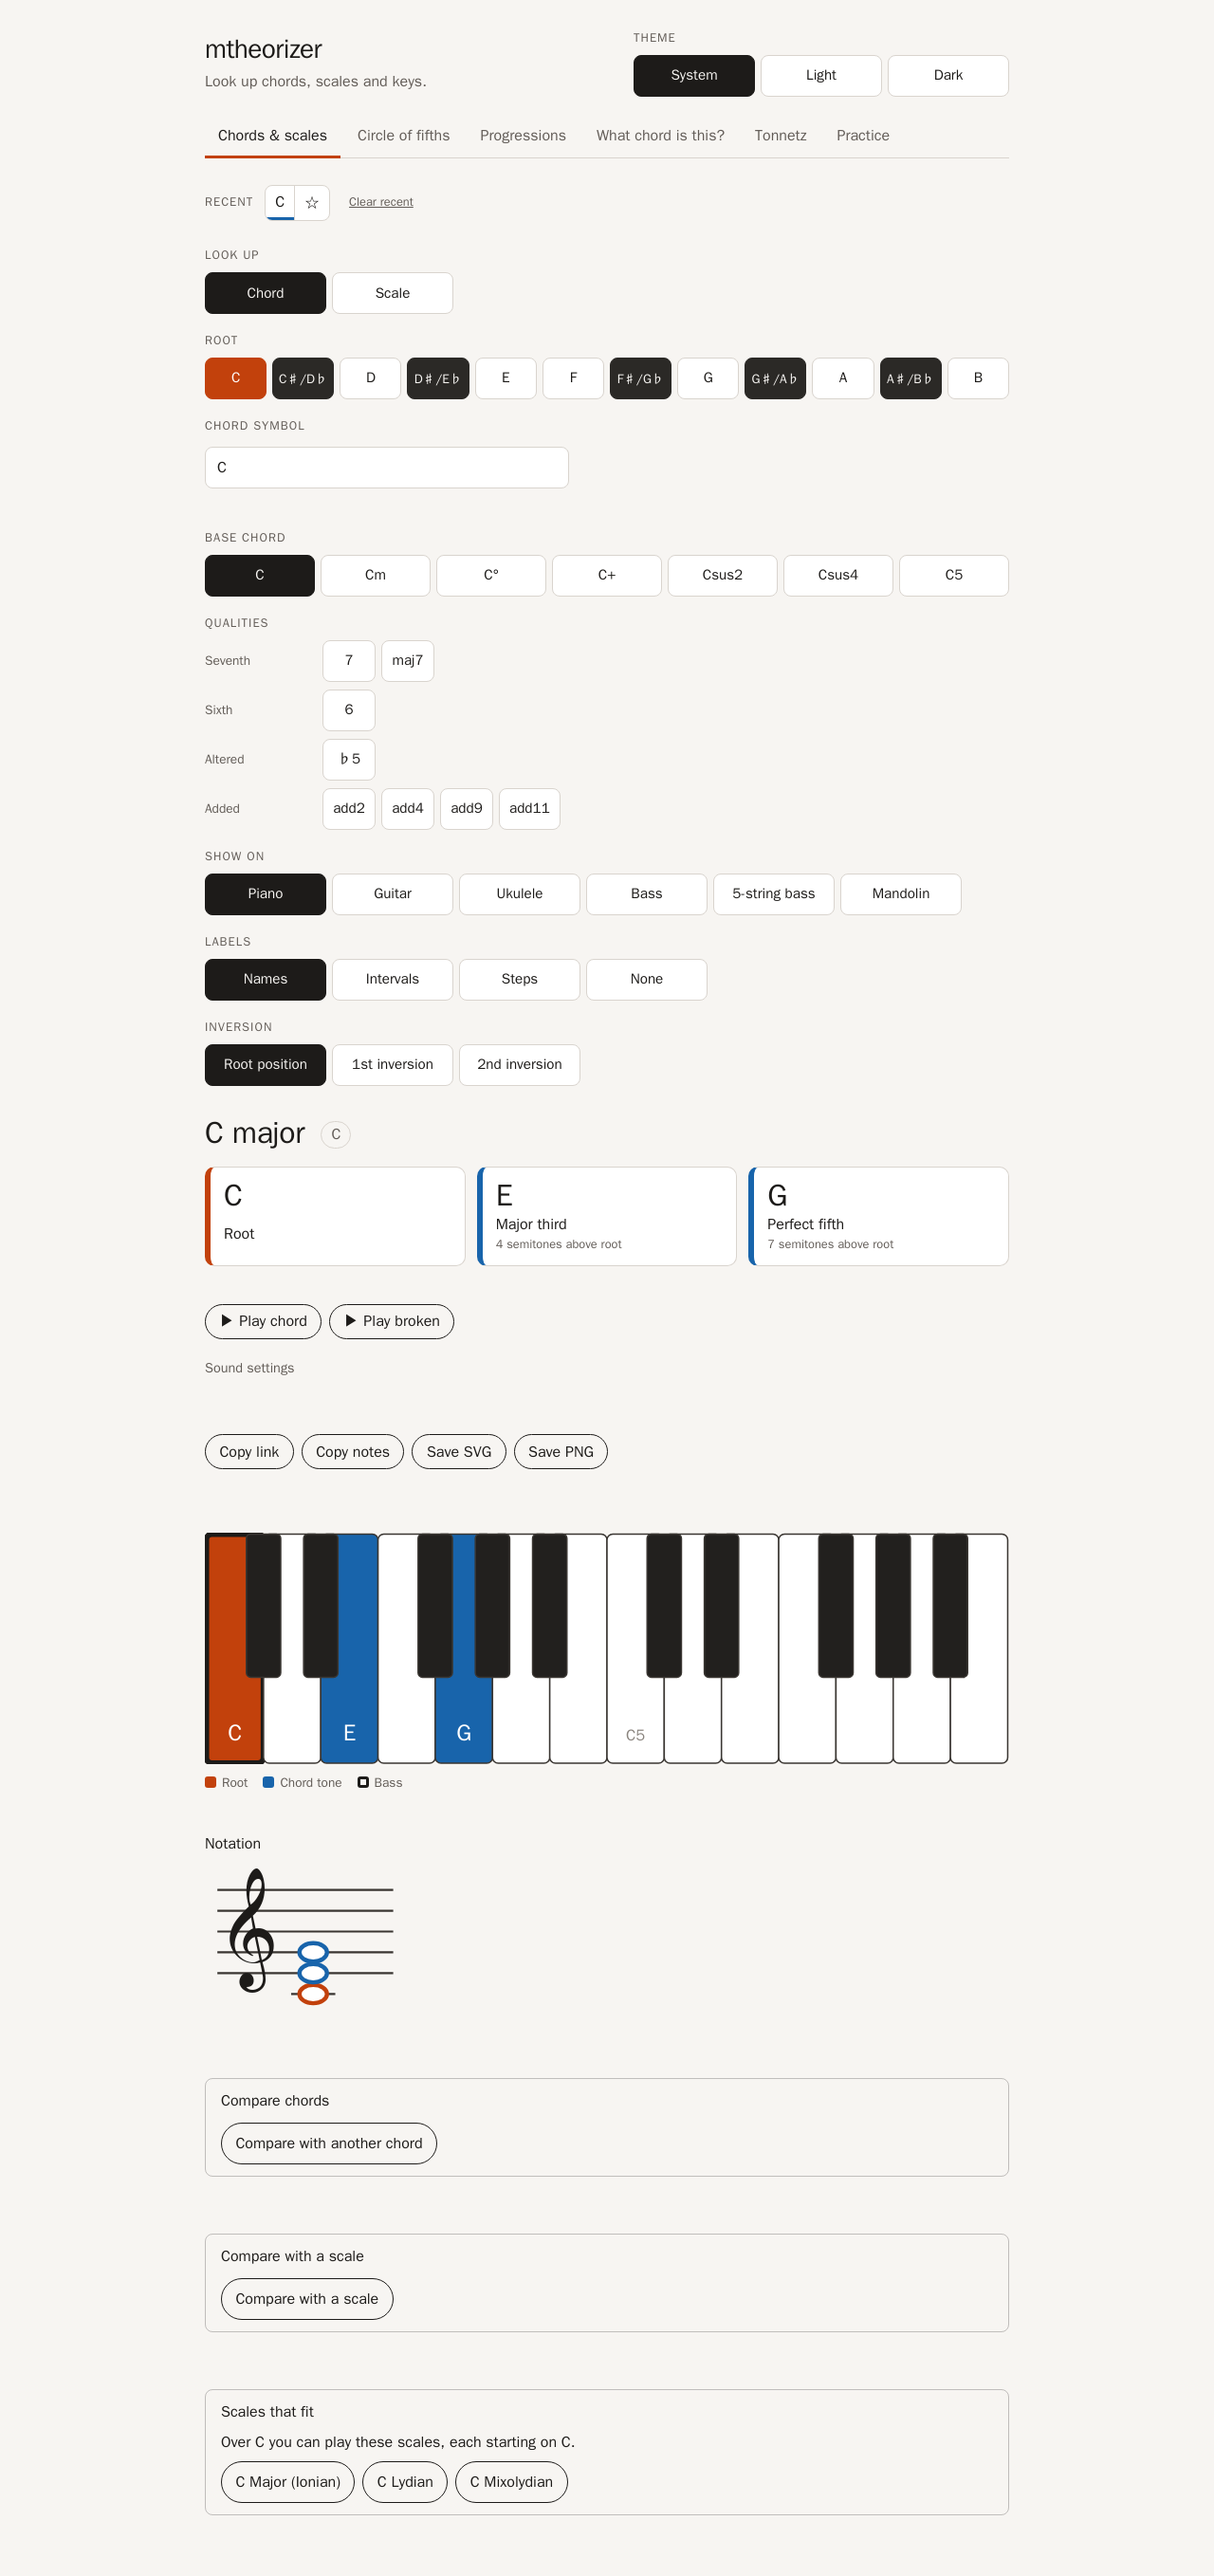 mtheorizer
Look up chords, scales and keys.
THEME
System Light Dark
Chords & scales Circle of fifths Progressions What chord is this? Tonnetz Practice
RECENT C ☆ Clear recent
LOOK UP
Chord Scale
ROOT
C C♯/D♭ D D♯/E♭ E F F♯/G♭ G G♯/A♭ A A♯/B♭ B
CHORD SYMBOL
C
BASE CHORD
C Cm C° C+ Csus2 Csus4 C5
QUALITIES
Seventh 7 maj7
Sixth 6
Altered ♭5
Added add2 add4 add9 add11
SHOW ON
Piano Guitar Ukulele Bass 5-string bass Mandolin
LABELS
Names Intervals Steps None
INVERSION
Root position 1st inversion 2nd inversion
C major C
C
Root
E
Major third
4 semitones above root
G
Perfect fifth
7 semitones above root
Play chord Play broken
Sound settings
Copy link Copy notes Save SVG Save PNG
C E G C5
Root Chord tone Bass
Notation
Compare chords
Compare with another chord
Compare with a scale
Compare with a scale
Scales that fit
Over C you can play these scales, each starting on C.
C Major (Ionian) C Lydian C Mixolydian